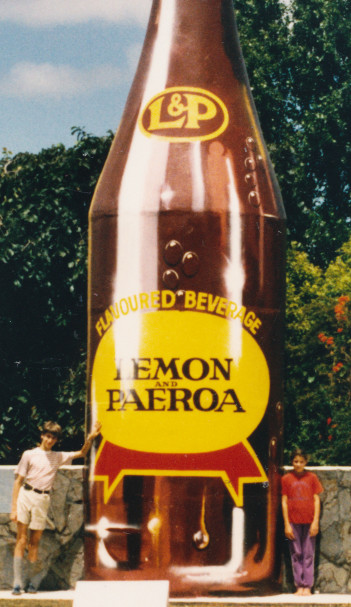 L&P
FLAVOURED BEVERAGE
LEMON
AND
PAEROA